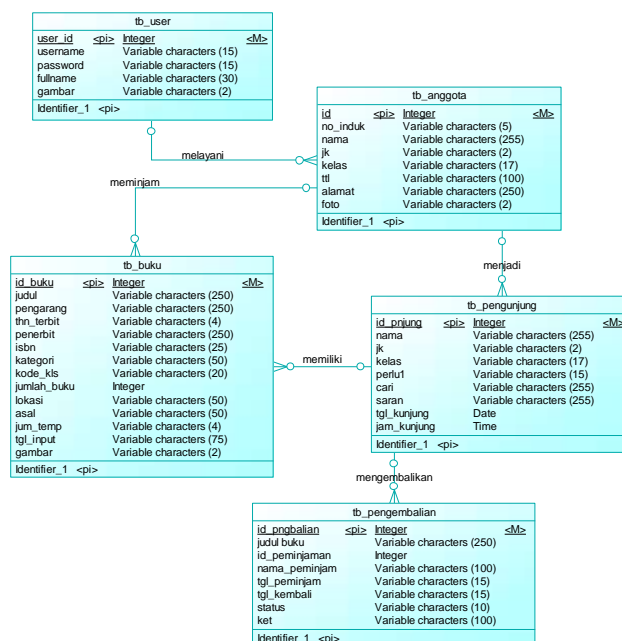 tb_user
user_id <pi> Integer <M>
username Variable characters (15)
password Variable characters (15)
fullname Variable characters (30)
gambar Variable characters (2)
Identifier_1 <pi>
tb_anggota
id <pi> Integer <M>
no_induk Variable characters (5)
nama Variable characters (255)
jk Variable characters (2)
kelas Variable characters (17)
ttl Variable characters (100)
alamat Variable characters (250)
foto Variable characters (2)
Identifier_1 <pi>
melayani
meminjam
tb_buku
id_buku <pi> Integer <M>
judul Variable characters (250)
pengarang Variable characters (250)
thn_terbit Variable characters (4)
penerbit Variable characters (250)
isbn Variable characters (25)
kategori Variable characters (50)
kode_kls Variable characters (20)
jumlah_buku Integer
lokasi Variable characters (50)
asal Variable characters (50)
jum_temp Variable characters (4)
tgl_input Variable characters (75)
gambar Variable characters (2)
Identifier_1 <pi>
menjadi
tb_pengunjung
id_pnjung <pi> Integer <M>
nama Variable characters (255)
jk Variable characters (2)
kelas Variable characters (17)
perlu1 Variable characters (15)
cari Variable characters (255)
saran Variable characters (255)
tgl_kunjung Date
jam_kunjung Time
Identifier_1 <pi>
memiliki
mengembalikan
tb_pengembalian
id_pngbalian <pi> Integer <M>
judul buku Variable characters (250)
id_peminjaman Integer
nama_peminjam Variable characters (100)
tgl_peminjam Variable characters (15)
tgl_kembali Variable characters (15)
status Variable characters (10)
ket Variable characters (100)
Identifier_1 <pi>